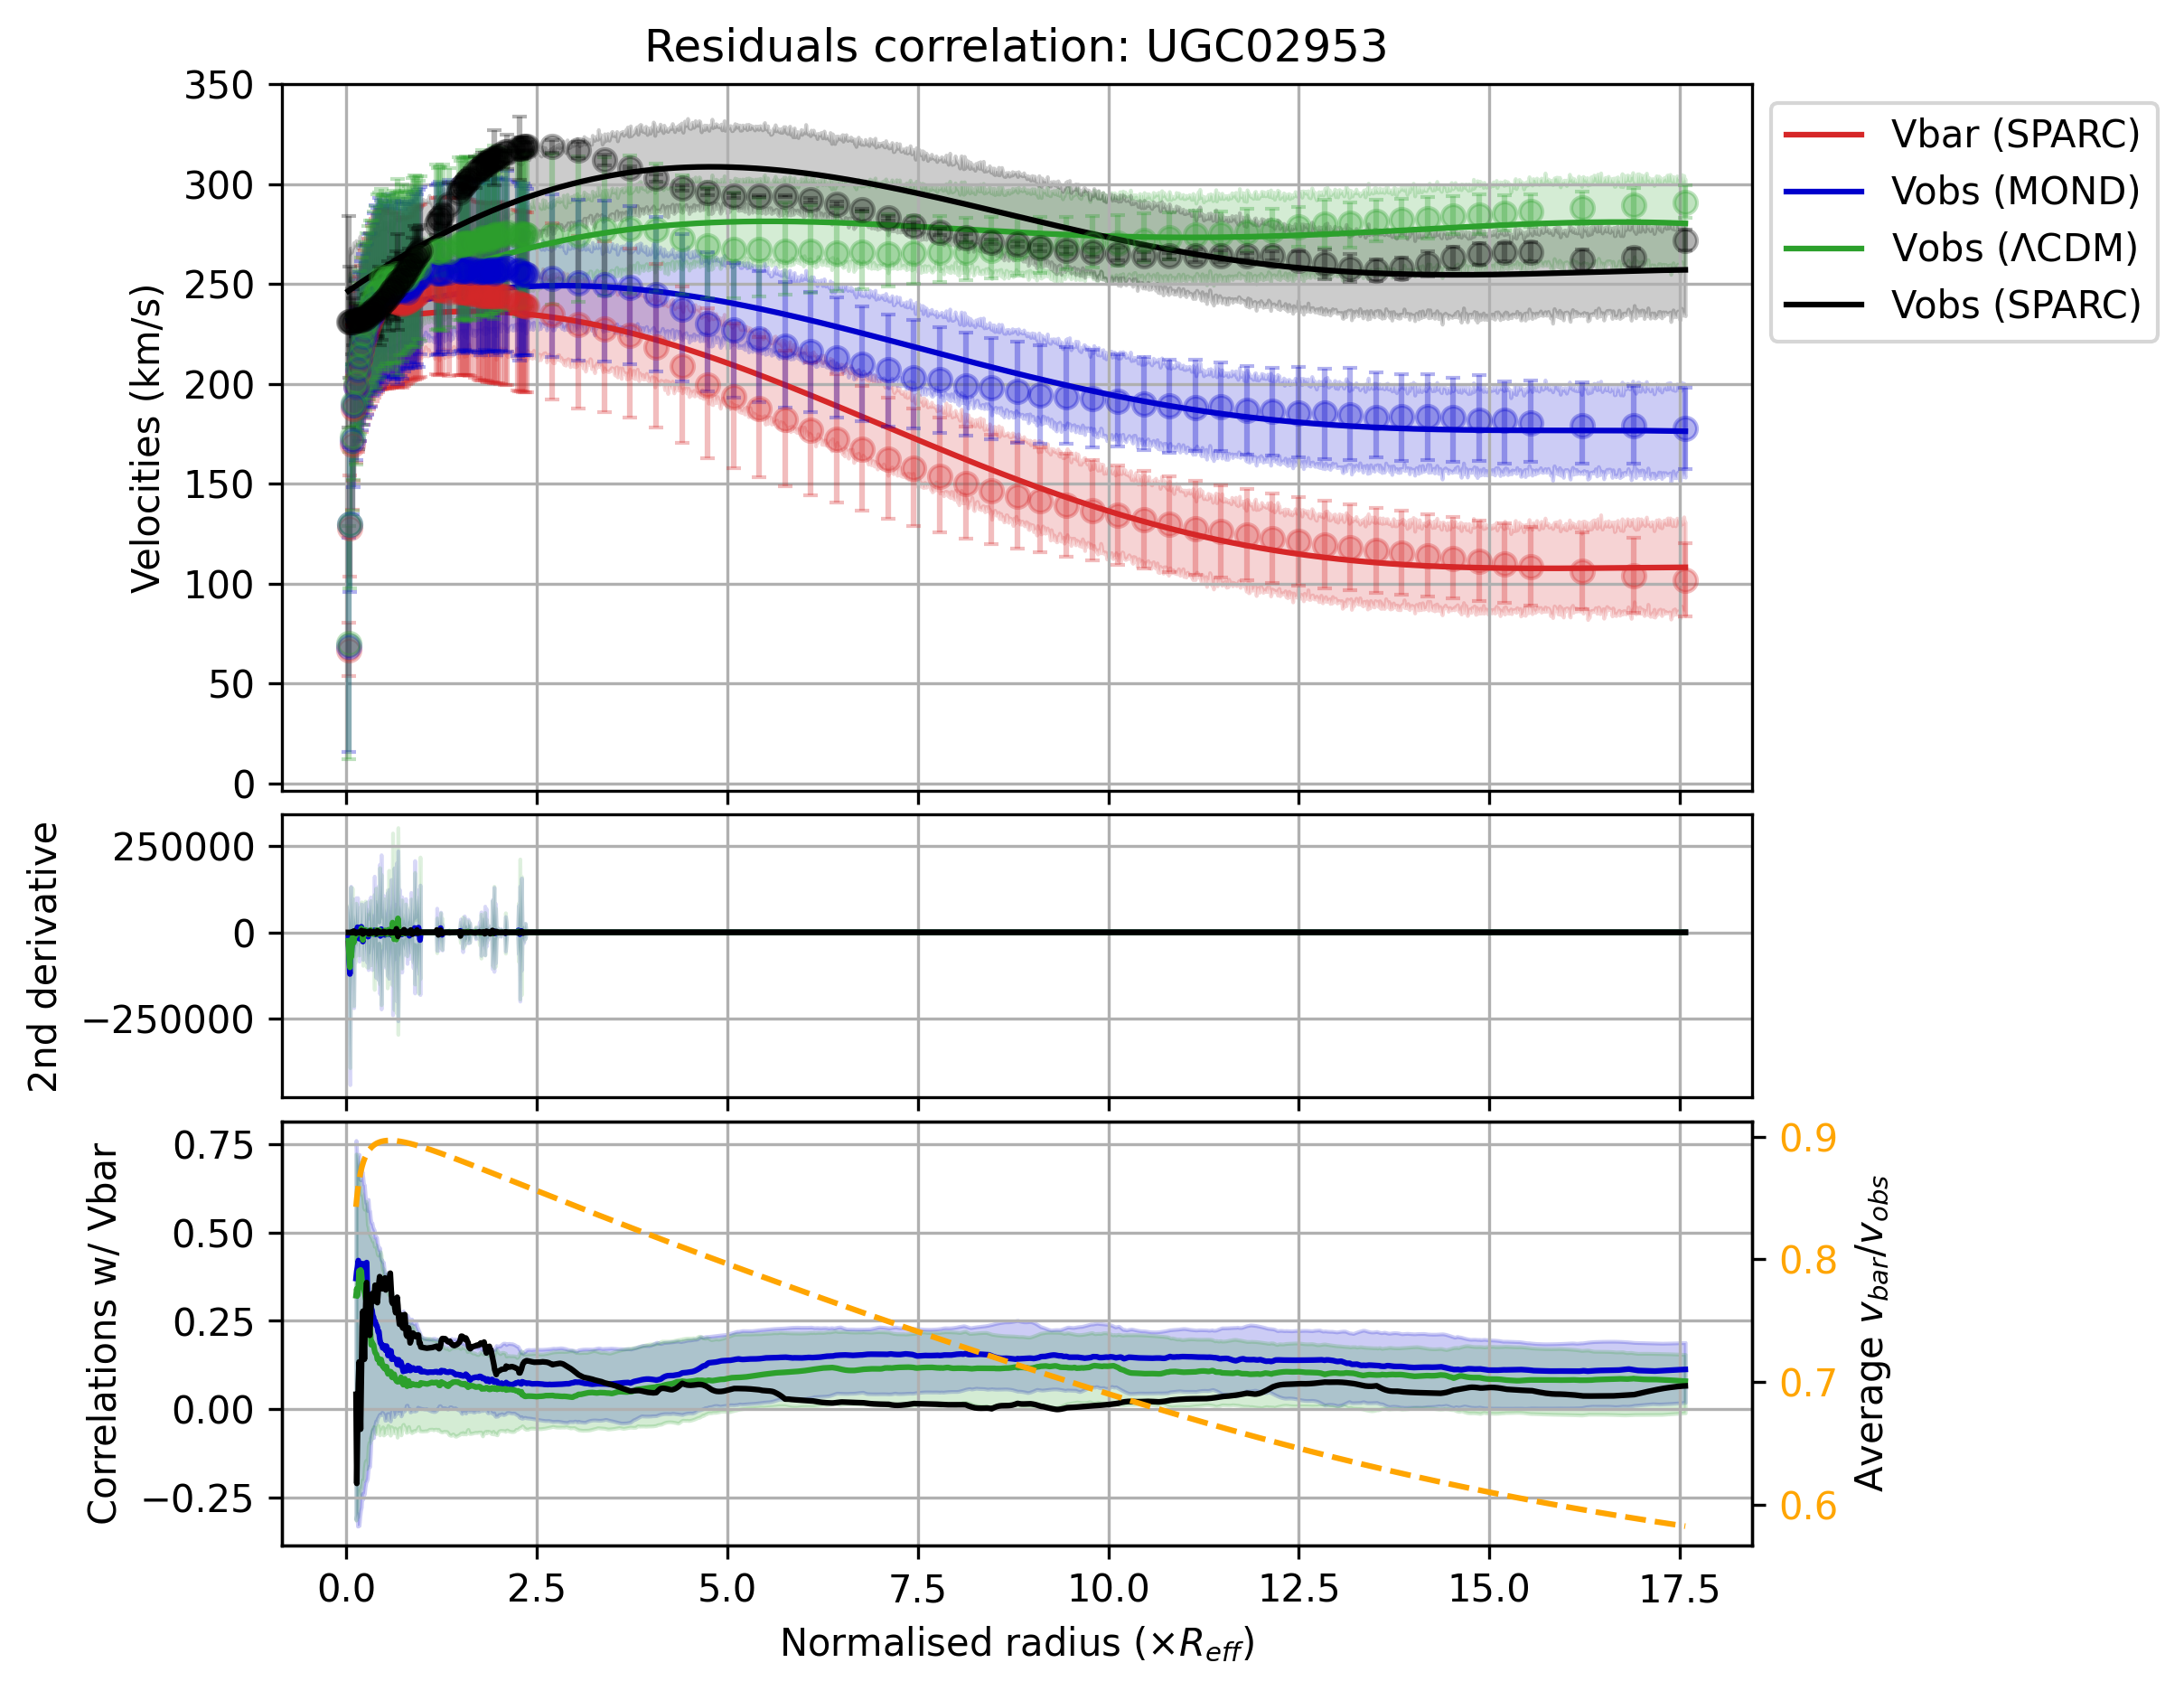 Residuals correlation: UGC02953
350
300
250
200
150
100
50
0
Velocities (km/s)
Vbar (SPARC)
Vobs (MOND)
Vobs (ΛCDM)
Vobs (SPARC)
250000
0
−250000
2nd derivative
0.75
0.50
0.25
0.00
−0.25
Correlations w/ Vbar
0.9
0.8
0.7
0.6
Average v_bar/v_obs
0.0 2.5 5.0 7.5 10.0 12.5 15.0 17.5
Normalised radius (×R_eff)